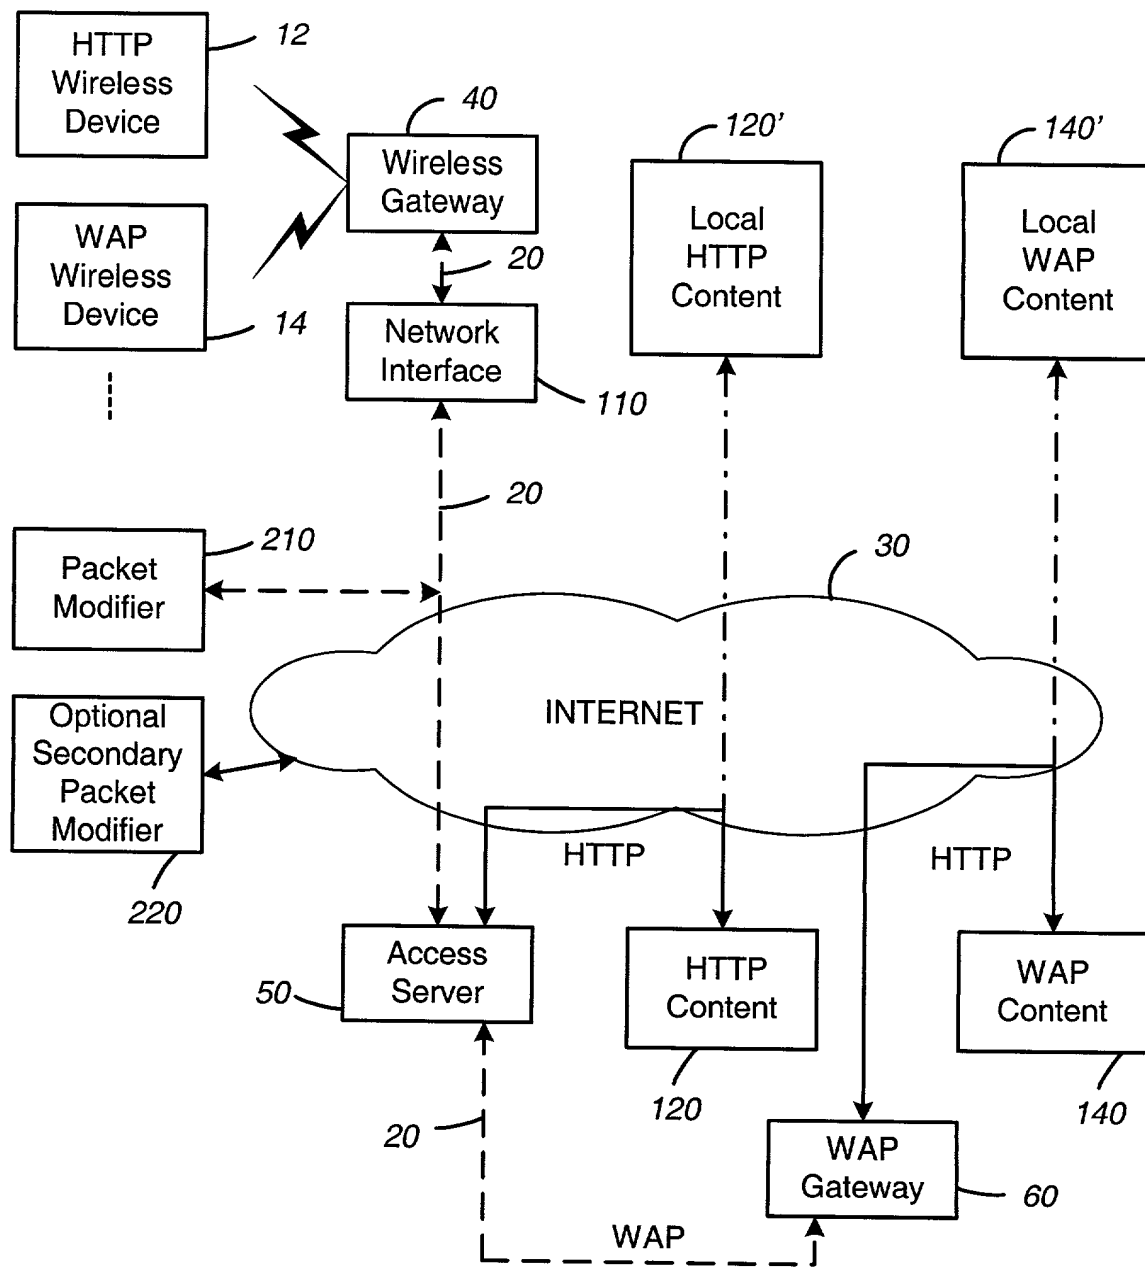 HTTP
Wireless
Device
12
WAP
Wireless
Device
14
40
Wireless
Gateway
20
Network
Interface
110
120’
Local
HTTP
Content
140’
Local
WAP
Content
20
210
Packet
Modifier
30
INTERNET
Optional
Secondary
Packet
Modifier
220
HTTP
HTTP
Access
Server
50
HTTP
Content
120
WAP
Content
140
20
WAP
WAP
Gateway
60